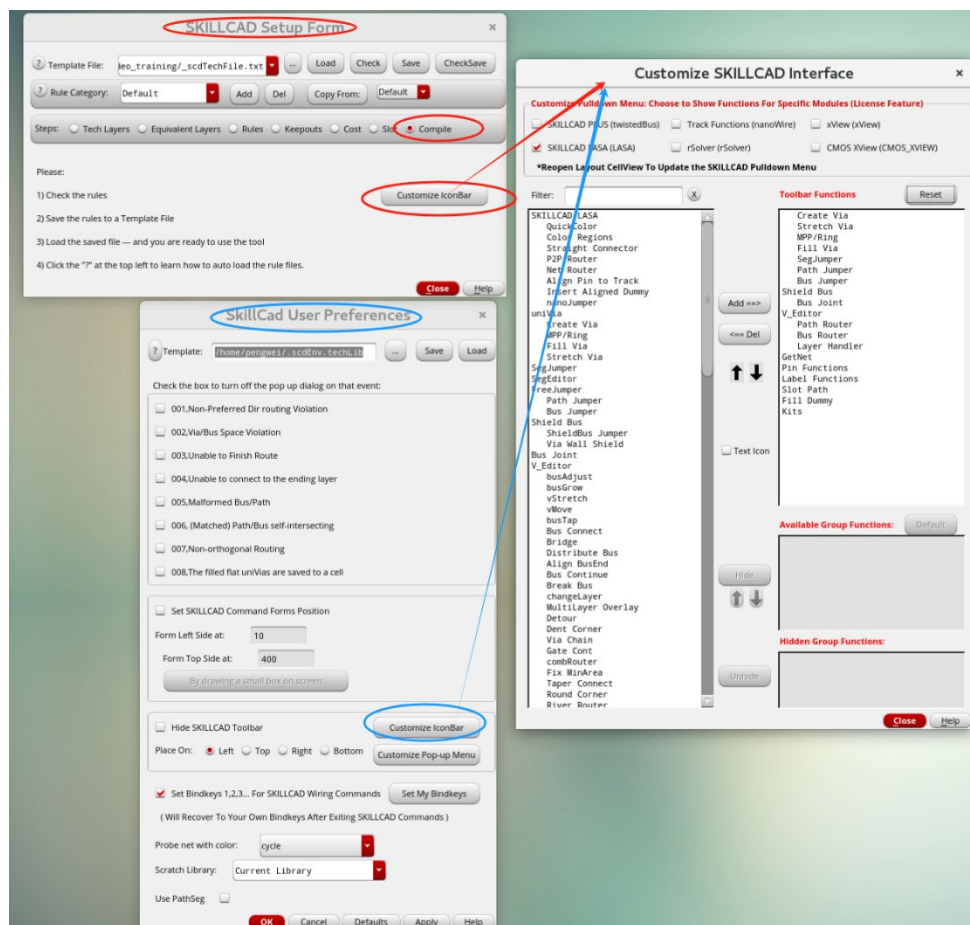 SKILLCAD Setup Form
×
? Template File: leo_training/_scdTechFile.txt ... Load Check Save CheckSave
? Rule Category: Default Add Del Copy From: Default
Steps: Tech Layers Equivalent Layers Rules Keepouts Cost Slot Compile
Please:
1) Check the rules
Customize IconBar
2) Save the rules to a Template File
3) Load the saved file — and you are ready to use the tool
4) Click the "?" at the top left to learn how to auto load the rule files.
Close Help
SkillCad User Preferences
×
? Template: /home/pengwei/.scdEnv.techLib ... Save Load
Check the box to turn off the pop up dialog on that event:
001,Non-Preferred Dir routing Violation
002,Via/Bus Space Violation
003,Unable to Finish Route
004,Unable to connect to the ending layer
005,Malformed Bus/Path
006, (Matched) Path/Bus self-intersecting
007,Non-orthogonal Routing
008,The filled flat uniVias are saved to a cell
Set SKILLCAD Command Forms Position
Form Left Side at: 10
Form Top Side at: 400
By drawing a small box on screen
Hide SKILLCAD Toolbar
Customize IconBar
Place On: Left Top Right Bottom
Customize Pop-up Menu
Set Bindkeys 1,2,3... For SKILLCAD Wiring Commands
Set My Bindkeys
( Will Recover To Your Own Bindkeys After Exiting SKILLCAD Commands )
Probe net with color: cycle
Scratch Library: Current Library
Use PathSeg
OK Cancel Defaults Apply Help
Customize SKILLCAD Interface
×
Customize Pulldown Menu: Choose to Show Functions For Specific Modules (License Feature)
SKILLCAD PLUS (twistedBus) Track Functions (nanoWire) xView (xView)
SKILLCAD LASA (LASA) rSolver (rSolver) CMOS XView (CMOS_XVIEW)
*Reopen Layout CellView To Update the SKILLCAD Pulldown Menu
Filter: X
SKILLCAD LASA
QuickColor
Color Regions
Straight Connector
P2P Router
Net Router
Align Pin to Track
Insert Aligned Dummy
nanoJumper
uniVia
Create Via
MPP/Ring
Fill Via
Stretch Via
SegJumper
SegEditor
FreeJumper
Path Jumper
Bus Jumper
Shield Bus
ShieldBus Jumper
Via Wall Shield
Bus Joint
V_Editor
busAdjust
busGrow
vStretch
vMove
busTap
Bus Connect
Bridge
Distribute Bus
Align BusEnd
Bus Continue
Break Bus
changeLayer
MultiLayer Overlay
Detour
Dent Corner
Via Chain
Gate Cont
combRouter
Fix MinArea
Taper Connect
Round Corner
River Router
Add ==>
<== Del
Text Icon
Hide
Unhide
Toolbar Functions
Reset
Create Via
Stretch Via
MPP/Ring
Fill Via
SegJumper
Path Jumper
Bus Jumper
Shield Bus
Bus Joint
V_Editor
Path Router
Bus Router
Layer Handler
GetNet
Pin Functions
Label Functions
Slot Path
Fill Dummy
Kits
Available Group Functions:
Default
Hidden Group Functions:
Close Help